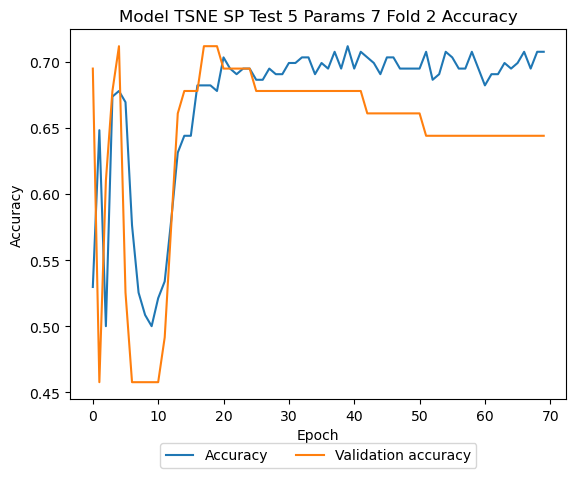 Model TSNE SP Test 5 Params 7 Fold 2 Accuracy
0.70
0.65
0.60
0.55
0.50
0.45
Accuracy
0 10 20 30 40 50 60 70
Epoch
Accuracy Validation accuracy